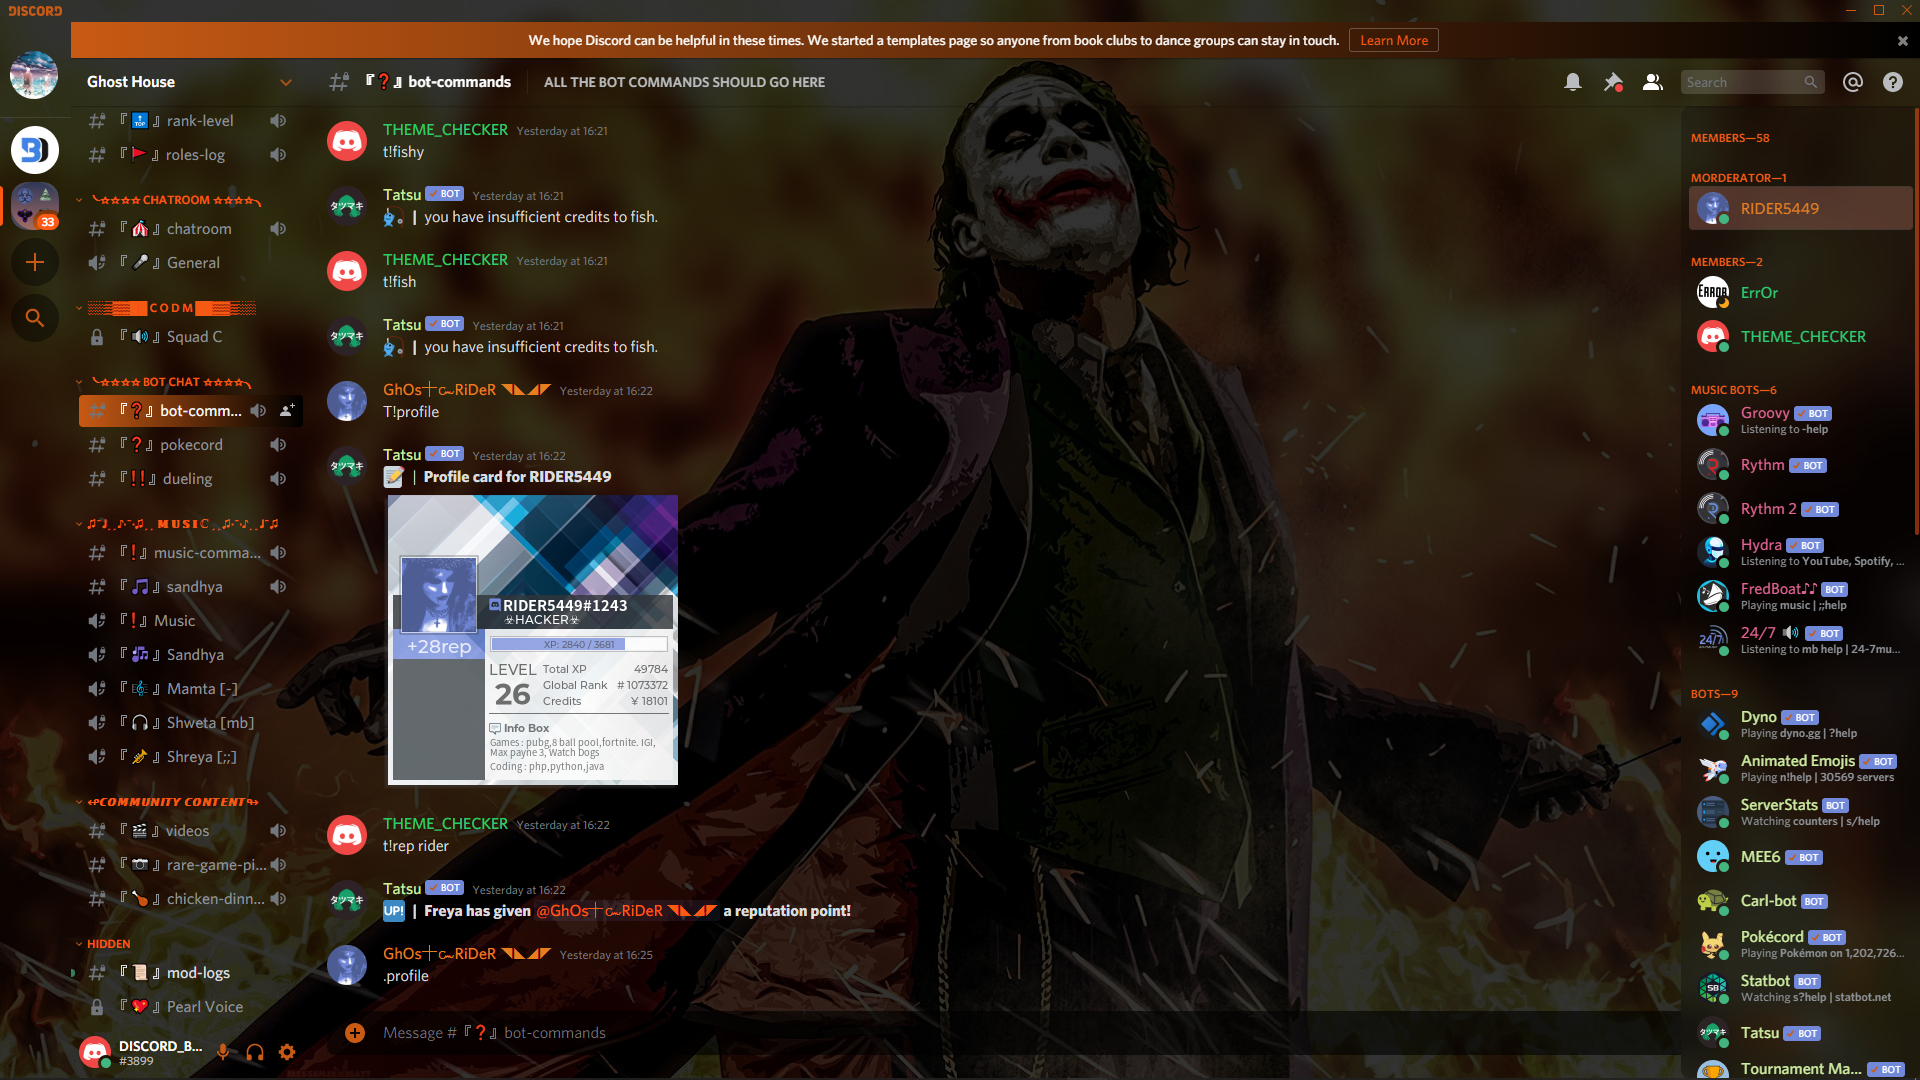 DISCORD
We hope Discord can be helpful in these times. We started a templates page so anyone from book clubs to dance groups can stay in touch.
Learn More
Ghost House
『❓』bot-commands
ALL THE BOT COMMANDS SHOULD GO HERE
Search
33
『🔝』rank-level
『🚩』roles-log
╰☆☆☆☆ CHATROOM ☆☆☆☆╮
『🎪』chatroom
『🎤』General
░▒▓█ C O D M █▓▒░
『🔊』Squad C
╰☆☆☆☆ BOT CHAT ☆☆☆☆╮
『❓』bot-comm...
『❓』pokecord
『‼️』dueling
MUSIC
『❗』music-comma...
『🎵』sandhya
『❗』Music
『🎶』Sandhya
『🎼』Mamta [-]
『🎧』Shweta [mb]
『🎺』Shreya [;;]
COMMUNITY CONTENT
『🎬』videos
『📷』rare-game-pi...
『🍗』chicken-dinn...
HIDDEN
『📜』mod-logs
『💖』Pearl Voice
DISCORD_B...
#3899
THEME_CHECKER Yesterday at 16:21
t!fishy
Tatsu BOT Yesterday at 16:21
| you have insufficient credits to fish.
THEME_CHECKER Yesterday at 16:21
t!fish
Tatsu BOT Yesterday at 16:21
| you have insufficient credits to fish.
GhOs┼ᓚRiDeR ◥◣◢◤ Yesterday at 16:22
T!profile
Tatsu BOT Yesterday at 16:22
📝 | Profile card for RIDER5449
RIDER5449#1243
☣HACKER☣
+28rep
XP: 2840 / 3681
LEVEL
26
Total XP 49784
Global Rank #1073372
Credits ¥ 18101
Info Box
Games : pubg,8 ball pool,fortnite. IGI,
Max payne 3, Watch Dogs
Coding : php,python,java
THEME_CHECKER Yesterday at 16:22
t!rep rider
Tatsu BOT Yesterday at 16:22
UP! | Freya has given @GhOs┼ᓚRiDeR ◥◣◢◤ a reputation point!
GhOs┼ᓚRiDeR ◥◣◢◤ Yesterday at 16:25
.profile
Message #『❓』bot-commands
タツマキ
MEMBERS—58
MORDERATOR—1
RIDER5449
MEMBERS—2
ERROR
ErrOr
THEME_CHECKER
MUSIC BOTS—6
Groovy BOT
Listening to -help
Rythm BOT
Rythm 2 BOT
Hydra BOT
Listening to YouTube, Spotify, ...
FredBoat♪♪ BOT
Playing music | ;;help
24/7
24/7 🔊 BOT
Listening to mb help | 24-7mu...
BOTS—9
Dyno BOT
Playing dyno.gg | ?help
Animated Emojis BOT
Playing n!help | 30569 servers
ServerStats BOT
Watching counters | s/help
MEE6 BOT
Carl-bot BOT
Pokécord BOT
Playing Pokémon on 1,202,726...
Statbot BOT
Watching s?help | statbot.net
Tatsu BOT
Tournament Ma... BOT